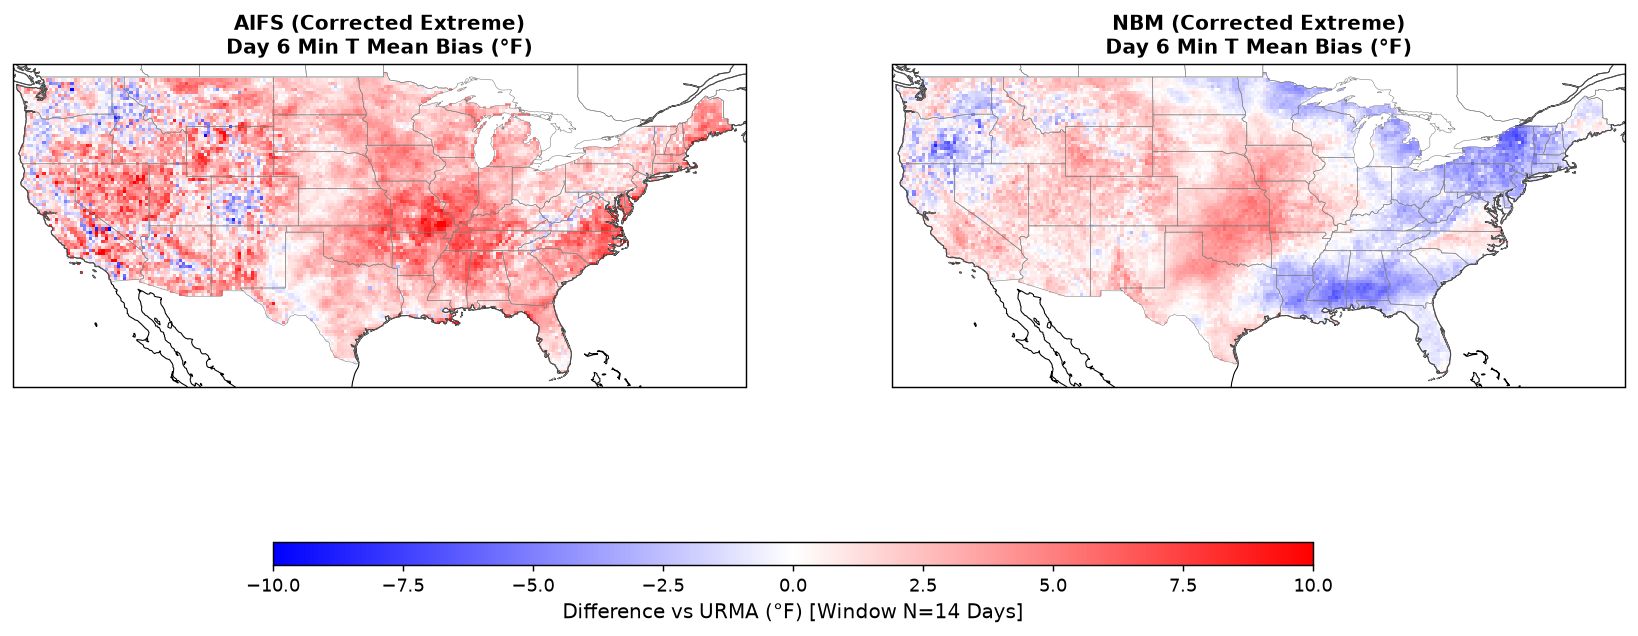 AIFS (Corrected Extreme)
Day 6 Min T Mean Bias (°F)
NBM (Corrected Extreme)
Day 6 Min T Mean Bias (°F)
−10.0 −7.5 −5.0 −2.5 0.0 2.5 5.0 7.5 10.0
Difference vs URMA (°F) [Window N=14 Days]